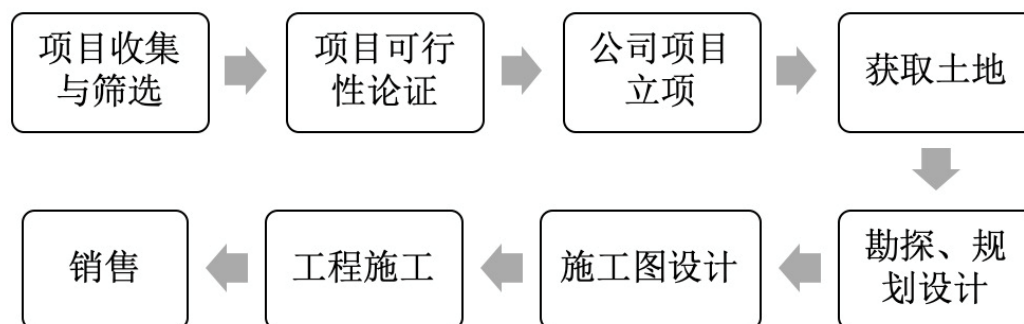 项目收集
与筛选
项目可行
性论证
公司项目
立项
获取土地
勘探、规
划设计
施工图设计
工程施工
销售